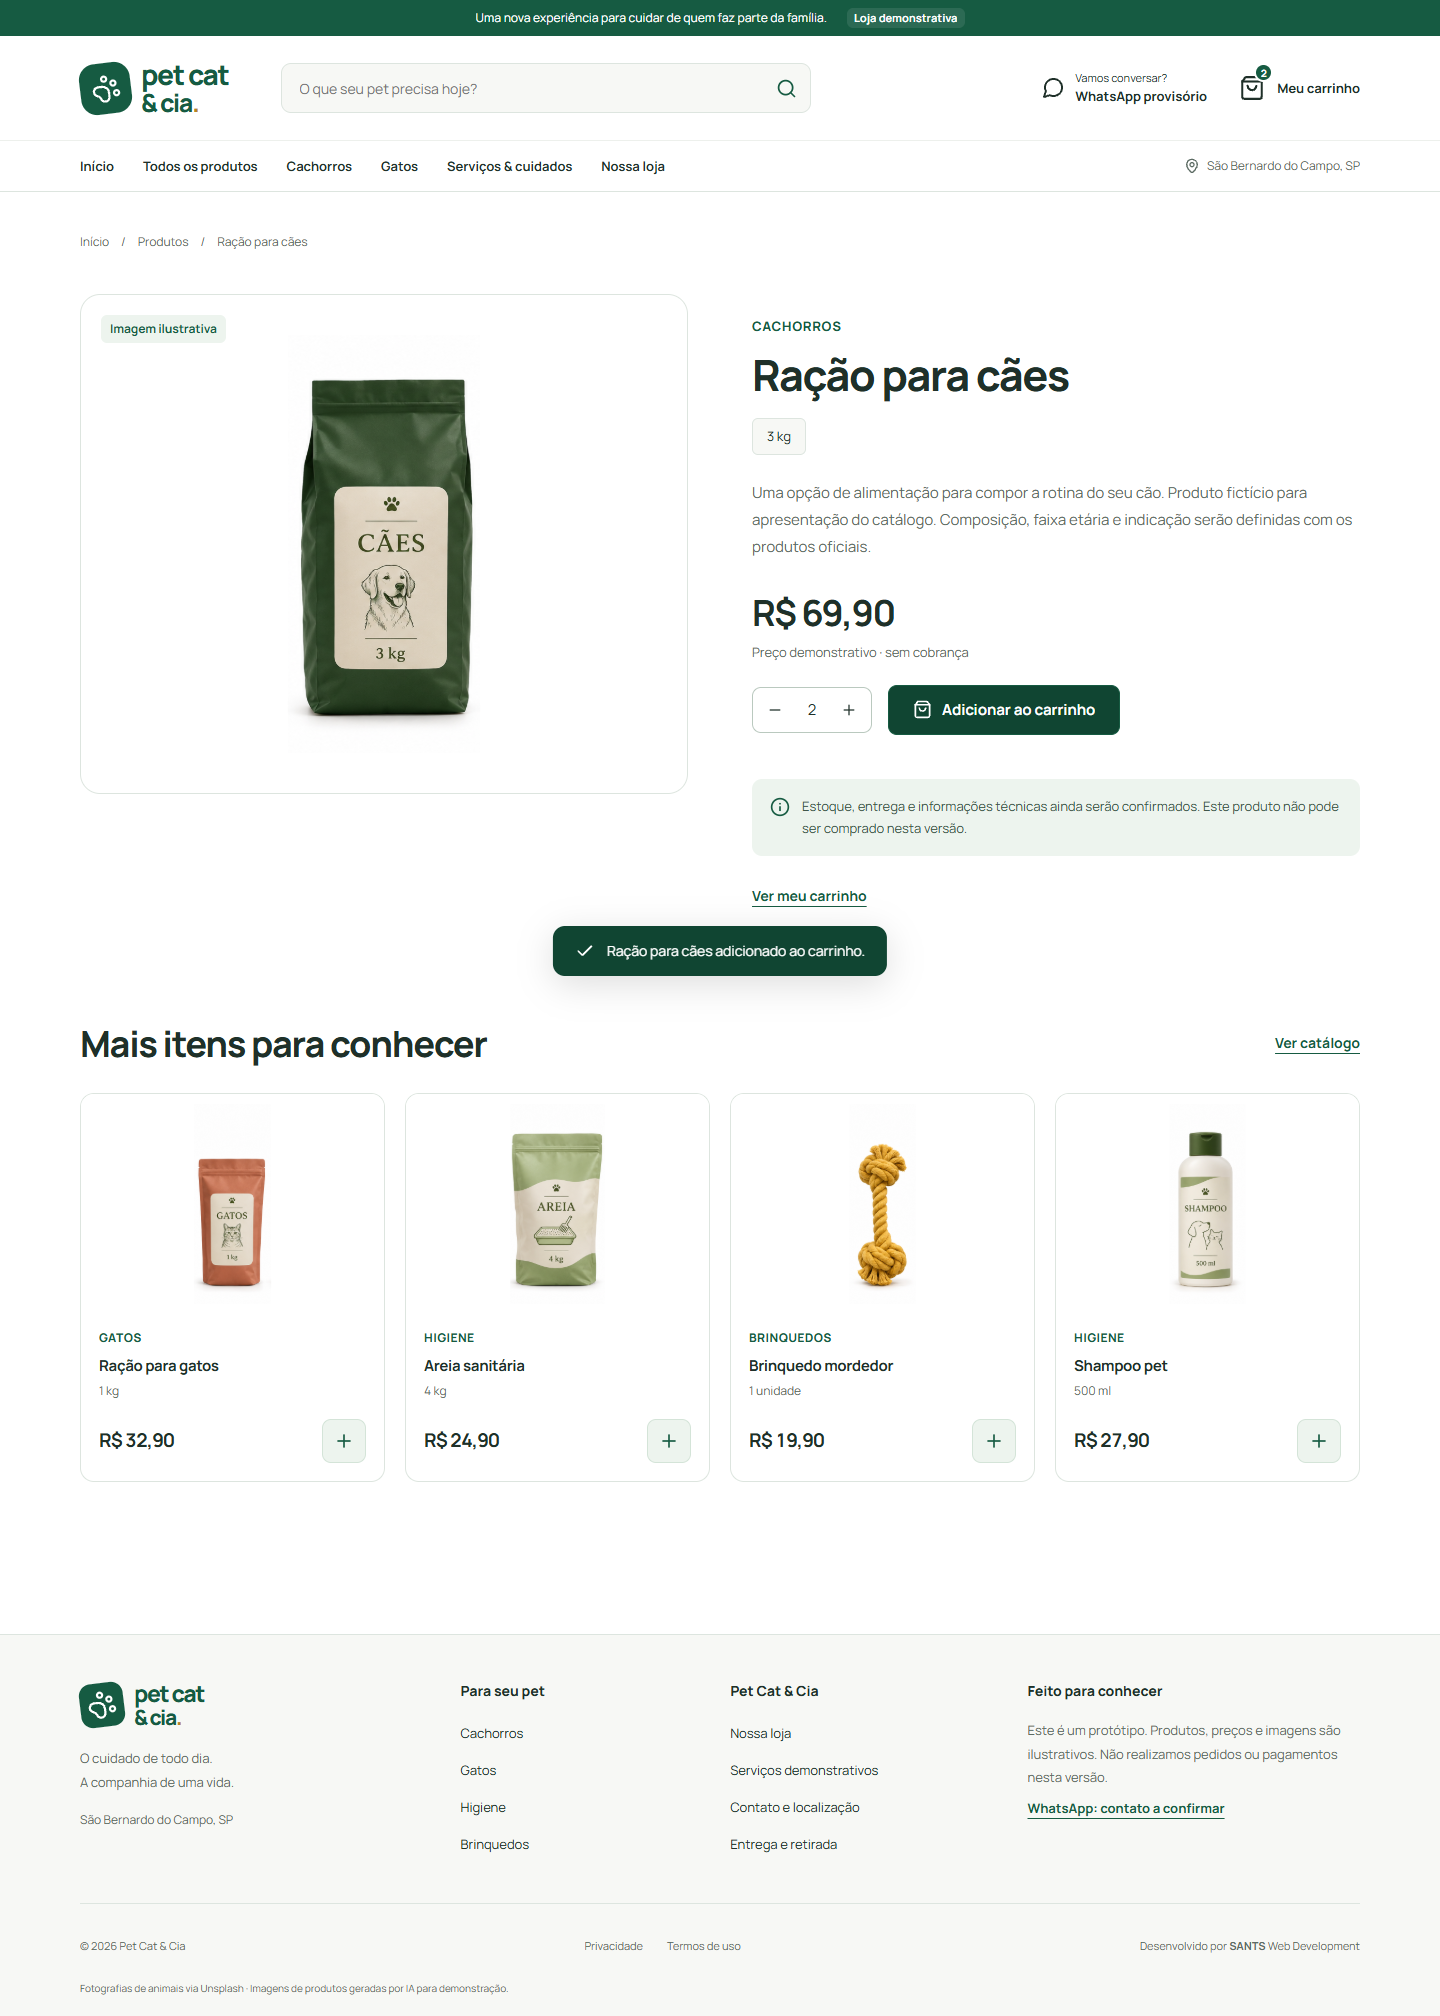 Uma nova experiência para cuidar de quem faz parte da família.
Loja demonstrativa
pet cat
& cia.
O que seu pet precisa hoje?
Vamos conversar?
WhatsApp provisório
2
Meu carrinho
Início
Todos os produtos
Cachorros
Gatos
Serviços & cuidados
Nossa loja
São Bernardo do Campo, SP
Início / Produtos / Ração para cães
Imagem ilustrativa
CÃES
3 kg
CACHORROS
Ração para cães
3 kg
Uma opção de alimentação para compor a rotina do seu cão. Produto fictício para
apresentação do catálogo. Composição, faixa etária e indicação serão definidas com os
produtos oficiais.
R$ 69,90
Preço demonstrativo · sem cobrança
− 2 +
Adicionar ao carrinho
Estoque, entrega e informações técnicas ainda serão confirmados. Este produto não pode
ser comprado nesta versão.
Ver meu carrinho
Ração para cães adicionado ao carrinho.
Mais itens para conhecer
Ver catálogo
GATOS
1 kg
GATOS
Ração para gatos
1 kg
R$ 32,90
+
AREIA
4 kg
HIGIENE
Areia sanitária
4 kg
R$ 24,90
+
BRINQUEDOS
Brinquedo mordedor
1 unidade
R$ 19,90
+
SHAMPOO
500 ml
HIGIENE
Shampoo pet
500 ml
R$ 27,90
+
pet cat
& cia.
O cuidado de todo dia.
A companhia de uma vida.
São Bernardo do Campo, SP
Para seu pet
Cachorros
Gatos
Higiene
Brinquedos
Pet Cat & Cia
Nossa loja
Serviços demonstrativos
Contato e localização
Entrega e retirada
Feito para conhecer
Este é um protótipo. Produtos, preços e imagens são
ilustrativos. Não realizamos pedidos ou pagamentos
nesta versão.
WhatsApp: contato a confirmar
© 2026 Pet Cat & Cia
Privacidade
Termos de uso
Desenvolvido por SANTS Web Development
Fotografias de animais via Unsplash · Imagens de produtos geradas por IA para demonstração.